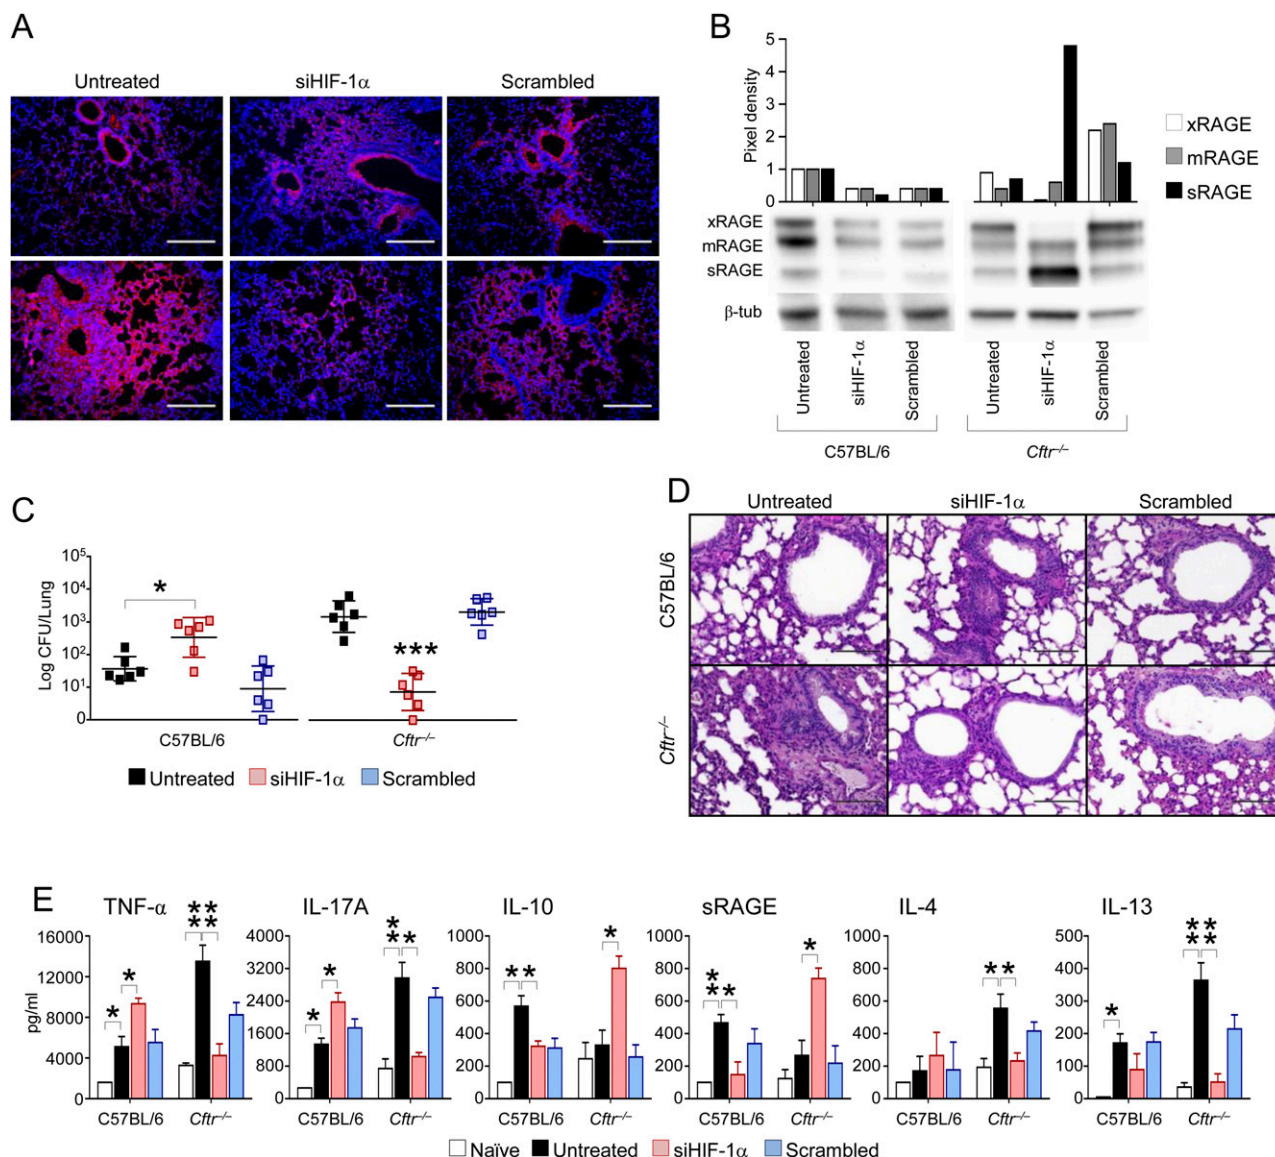 A
Untreated
siHIF-1α
Scrambled
B
5
4
3
2
1
0
Pixel density
xRAGE
mRAGE
sRAGE
xRAGE
mRAGE
sRAGE
β-tub
Untreated
siHIF-1α
Scrambled
Untreated
siHIF-1α
Scrambled
C57BL/6
Cftr–/–
C
Log CFU/Lung
10⁵
10⁴
10³
10²
10¹
0
*
***
C57BL/6
Cftr–/–
Untreated
siHIF-1α
Scrambled
D
Untreated
siHIF-1α
Scrambled
C57BL/6
Cftr–/–
E
pg/ml
TNF-α
16000
12000
8000
4000
0
*
*
**
**
C57BL/6
Cftr–/–
IL-17A
4000
3200
2400
1600
800
0
*
*
*
**
*
C57BL/6
Cftr–/–
IL-10
1000
800
600
400
200
0
**
*
C57BL/6
Cftr–/–
sRAGE
1000
800
600
400
200
0
*
*
*
*
C57BL/6
Cftr–/–
IL-4
1000
800
600
400
200
0
**
C57BL/6
Cftr–/–
IL-13
500
400
300
200
100
0
*
**
**
C57BL/6
Cftr–/–
Naïve
Untreated
siHIF-1α
Scrambled